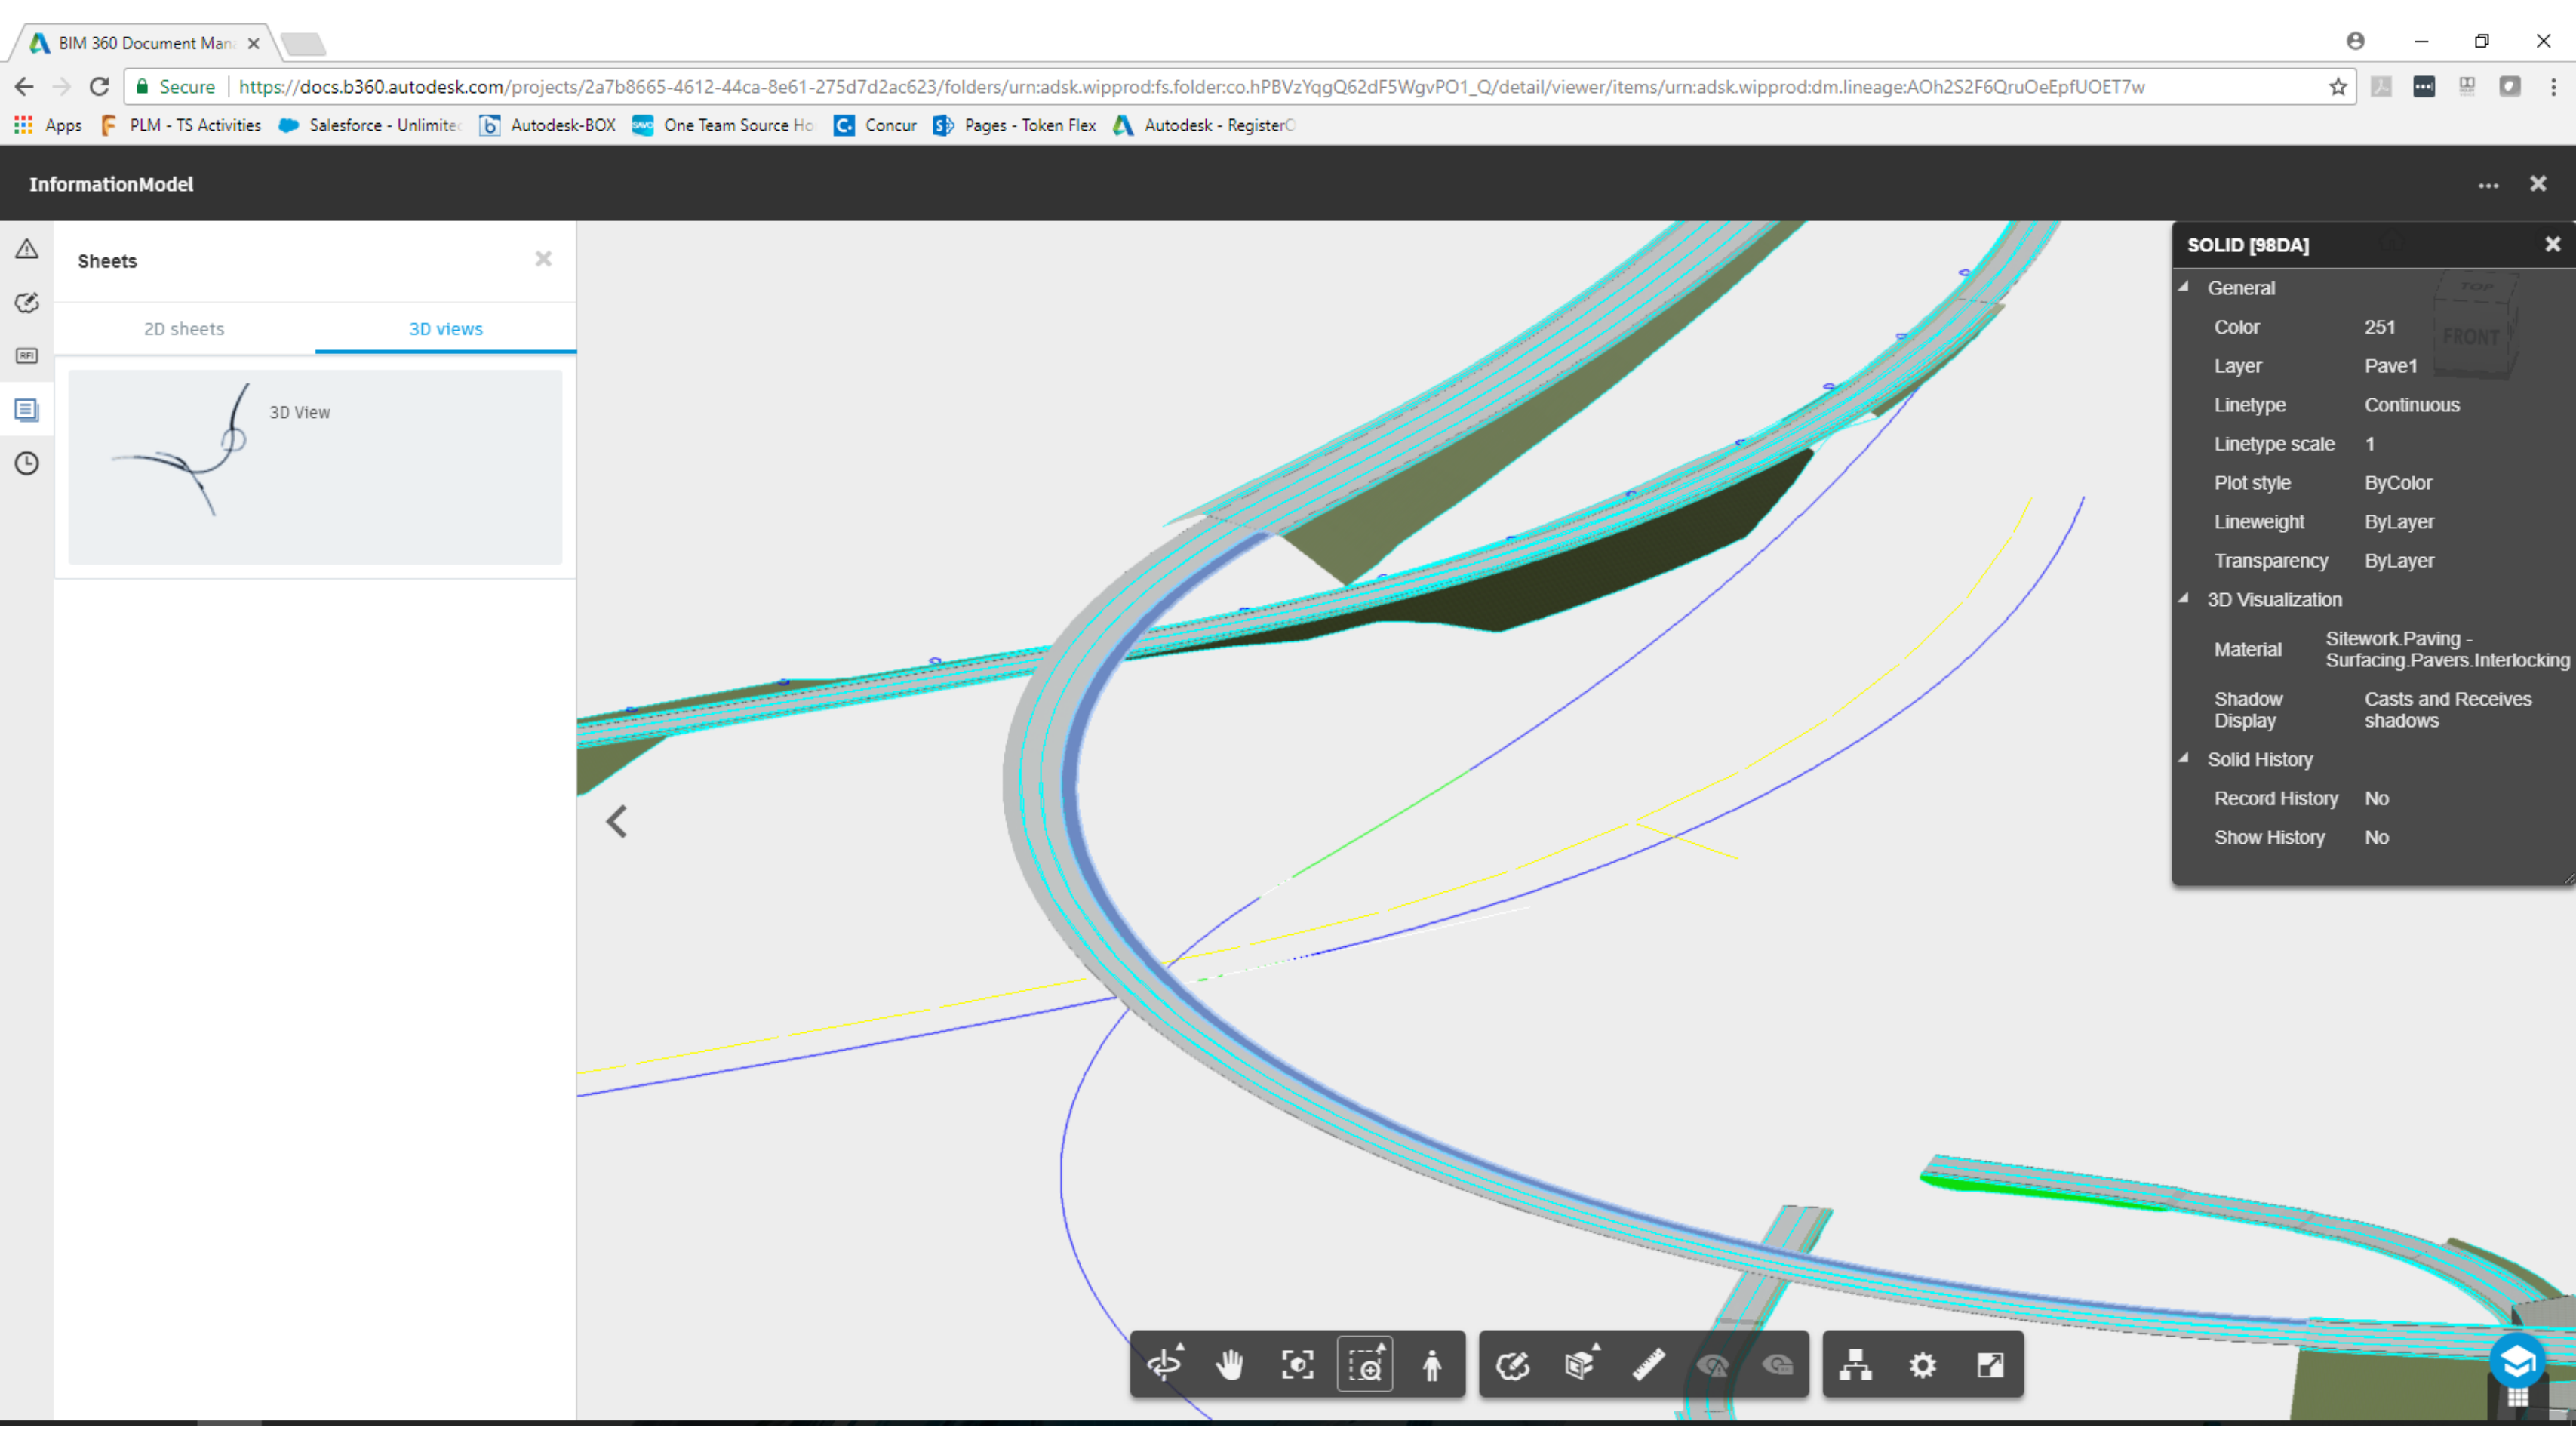 BIM 360 Document Man
Secure https://docs.b360.autodesk.com/projects/2a7b8665-4612-44ca-8e61-275d7d2ac623/folders/urn:adsk.wipprod:fs.folder:co.hPBVzYqgQ62dF5WgvPO1_Q/detail/viewer/items/urn:adsk.wipprod:dm.lineage:AOh2S2F6QruOeEpfUOET7w
Apps PLM - TS Activities Salesforce - Unlimited Autodesk-BOX One Team Source Ho Concur Pages - Token Flex Autodesk - RegisterO
InformationModel
Sheets
2D sheets 3D views
3D View
RFI
SOLID [98DA]
General
TOP
FRONT
Color 251
Layer Pave1
Linetype Continuous
Linetype scale 1
Plot style ByColor
Lineweight ByLayer
Transparency ByLayer
3D Visualization
Material Sitework.Paving -
Surfacing.Pavers.Interlocking
Shadow Casts and Receives
Display shadows
Solid History
Record History No
Show History No